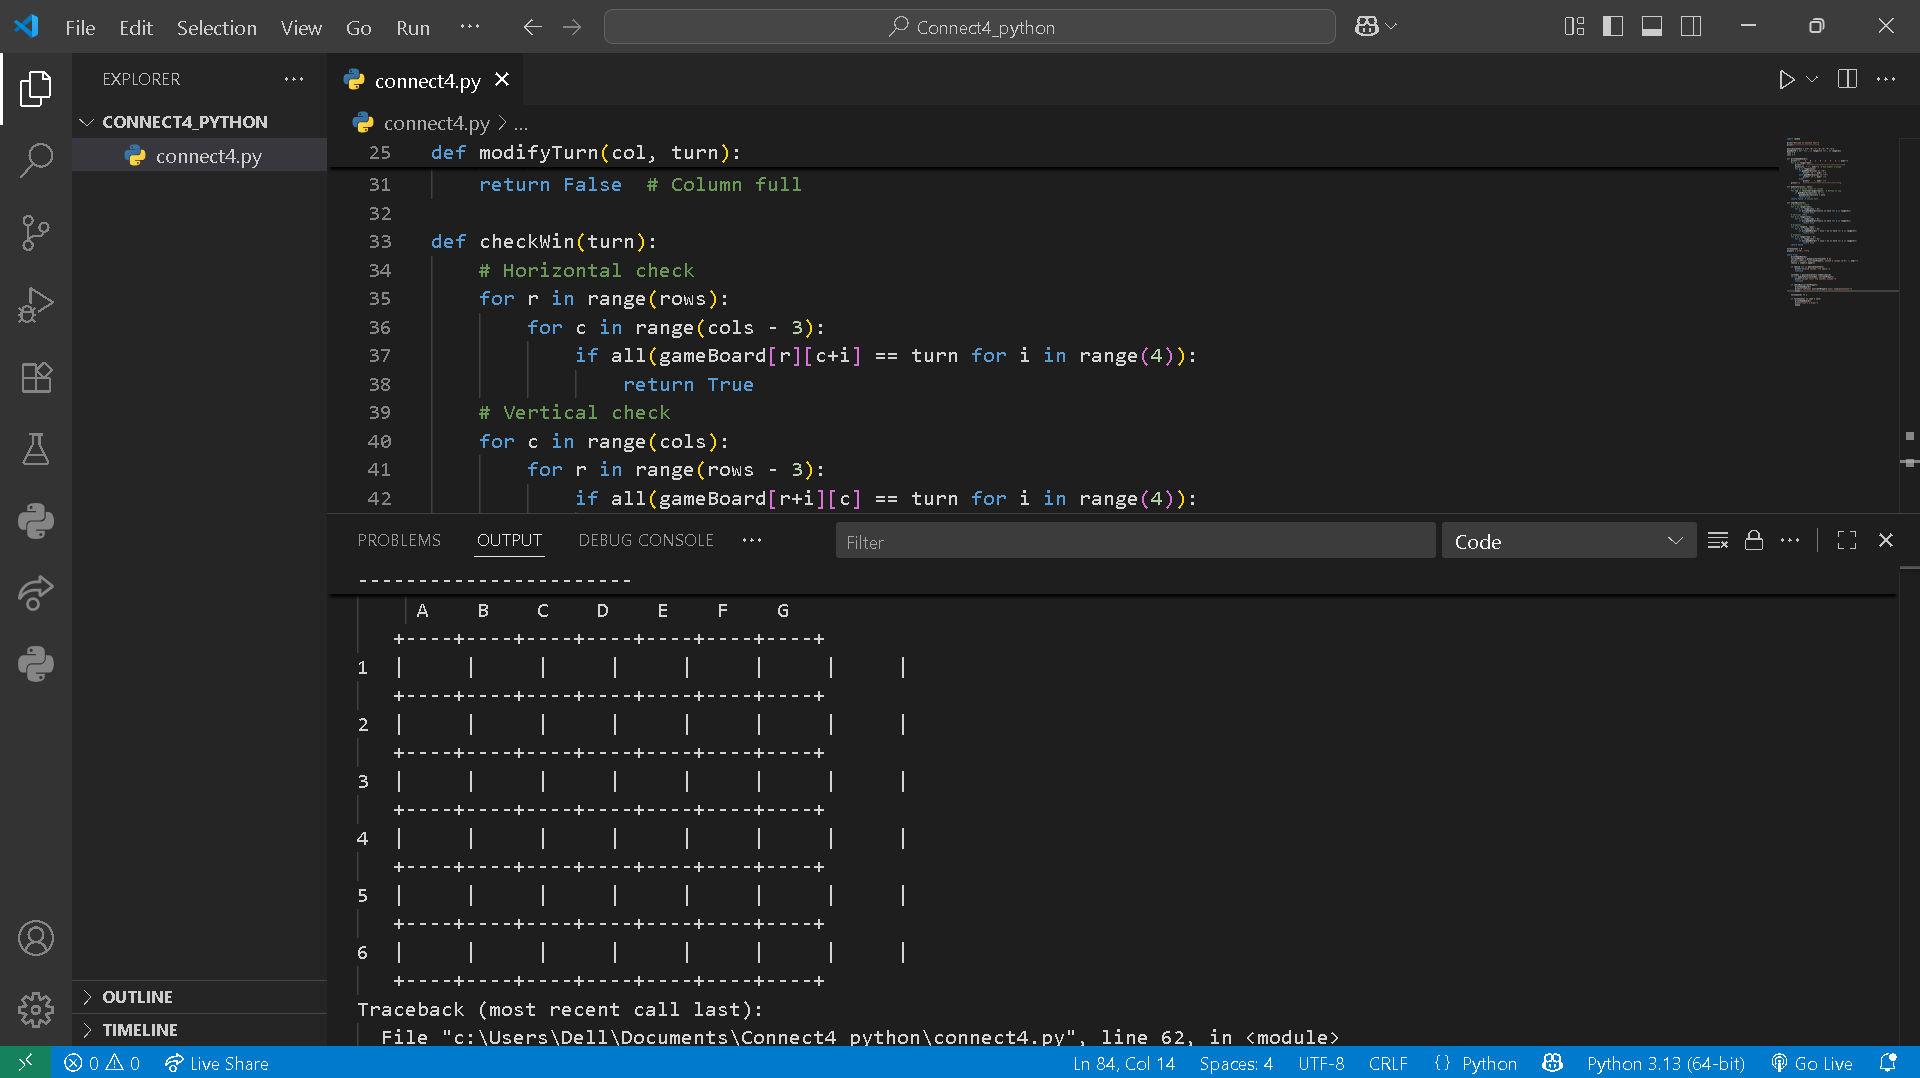 File Edit Selection View Go Run ··· Connect4_python
EXPLORER ···
CONNECT4_PYTHON
connect4.py
OUTLINE
TIMELINE
connect4.py
connect4.py > ...
25 def modifyTurn(col, turn):
31 return False # Column full
32
33 def checkWin(turn):
34 # Horizontal check
35 for r in range(rows):
36 for c in range(cols - 3):
37 if all(gameBoard[r][c+i] == turn for i in range(4)):
38 return True
39 # Vertical check
40 for c in range(cols):
41 for r in range(rows - 3):
42 if all(gameBoard[r+i][c] == turn for i in range(4)):
PROBLEMS OUTPUT DEBUG CONSOLE ··· Filter Code
-----------------------
A B C D E F G
+----+----+----+----+----+----+----+
1 | | | | | | | |
+----+----+----+----+----+----+----+
2 | | | | | | | |
+----+----+----+----+----+----+----+
3 | | | | | | | |
+----+----+----+----+----+----+----+
4 | | | | | | | |
+----+----+----+----+----+----+----+
5 | | | | | | | |
+----+----+----+----+----+----+----+
6 | | | | | | | |
+----+----+----+----+----+----+----+
Traceback (most recent call last):
File "c:\Users\Dell\Documents\Connect4 python\connect4.py", line 62, in <module>
0 0 Live Share Ln 84, Col 14 Spaces: 4 UTF-8 CRLF {} Python Python 3.13 (64-bit) Go Live